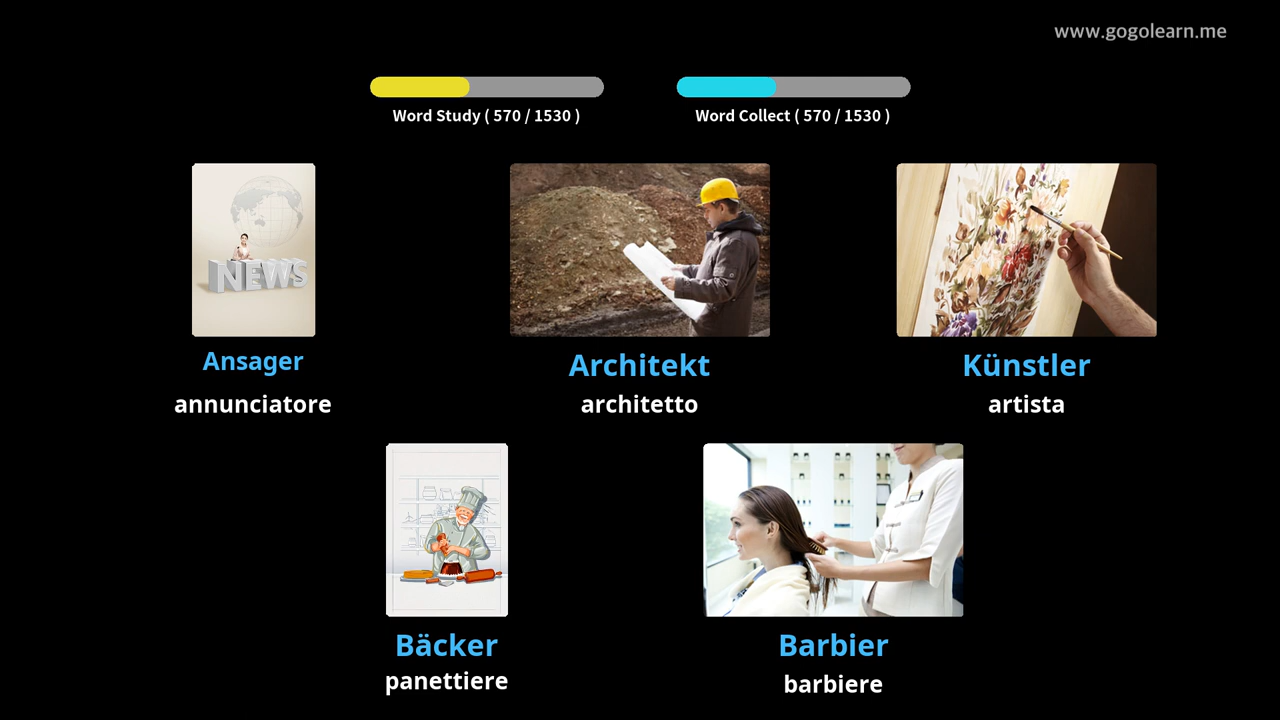 www.gogolearn.me
Word Study ( 570 / 1530 )
Word Collect ( 570 / 1530 )
NEWS
Ansager
Architekt
Künstler
annunciatore
architetto
artista
Bäcker
Barbier
panettiere
barbiere